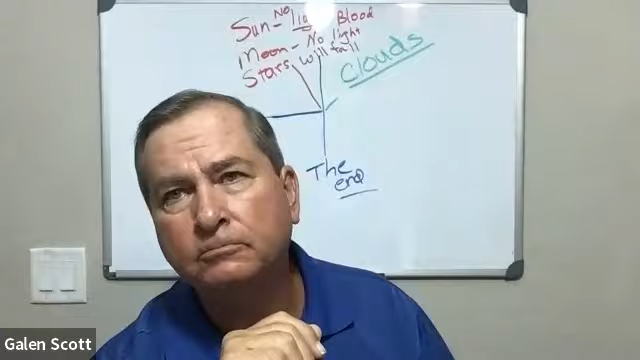 Sun - No light Blood
Moon - No light
Stars will fall
Clouds
The
end
Galen Scott